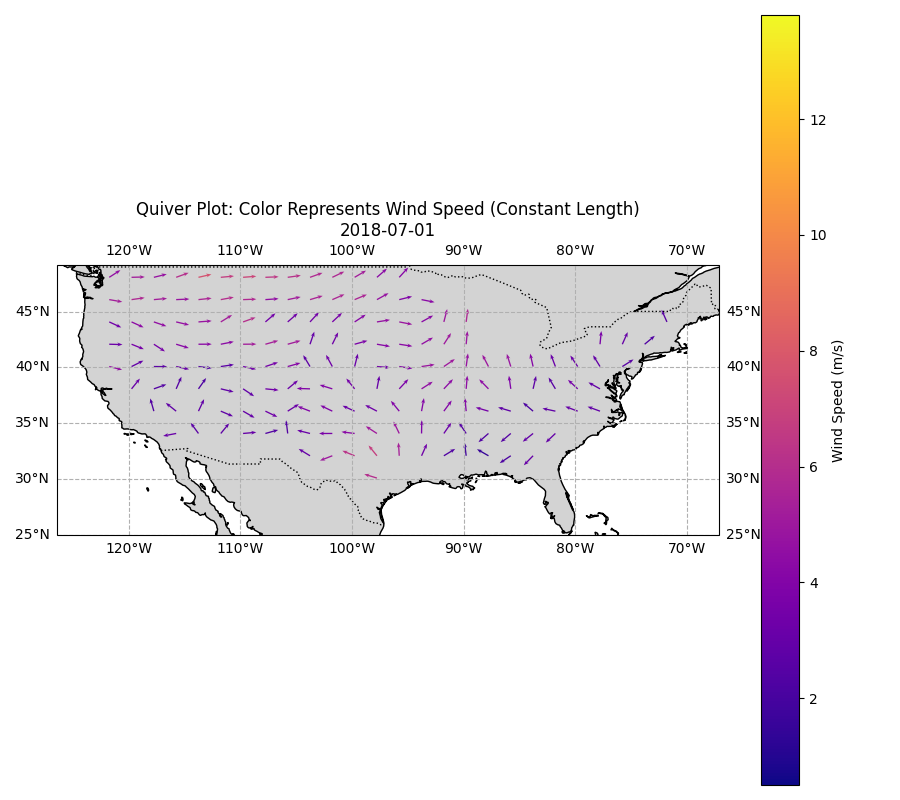 Quiver Plot: Color Represents Wind Speed (Constant Length)
2018-07-01
120°W 110°W 100°W 90°W 80°W 70°W
45°N 45°N
40°N 40°N
35°N 35°N
30°N 30°N
25°N 25°N
120°W 110°W 100°W 90°W 80°W 70°W
12
10
8
6
4
2
Wind Speed (m/s)